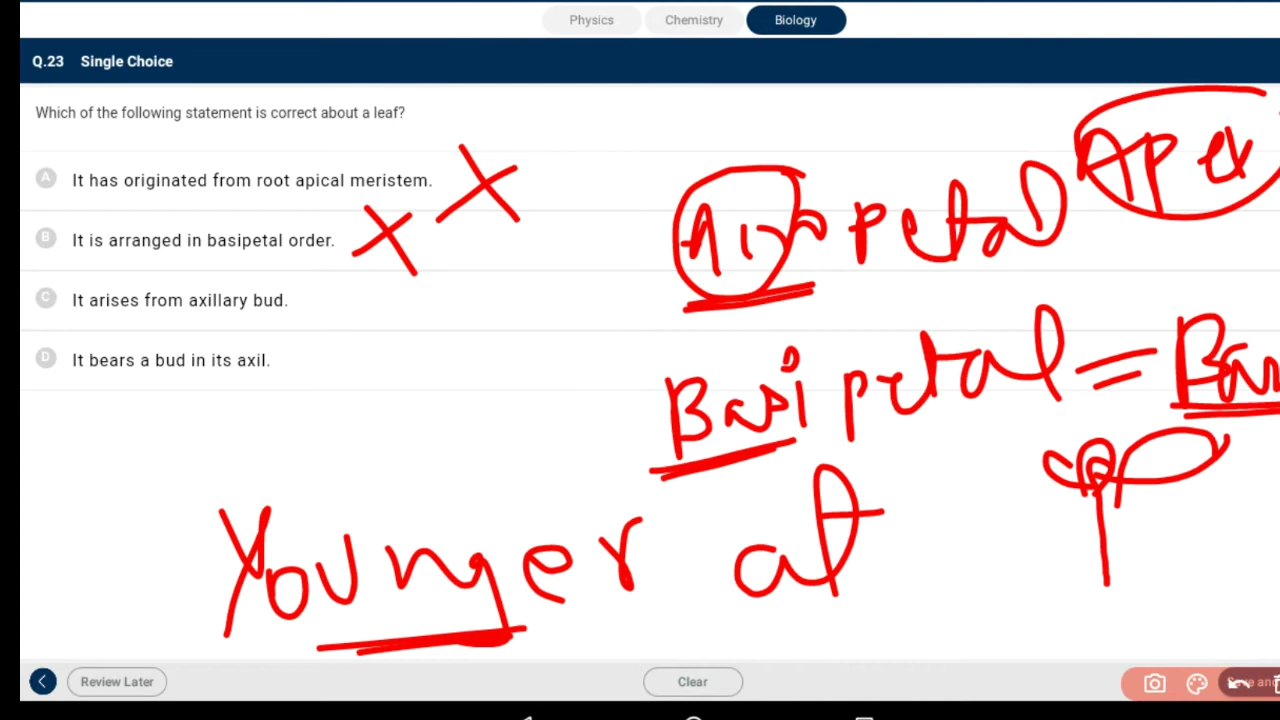 Physics Chemistry Biology
Q.23 Single Choice
Which of the following statement is correct about a leaf?
A It has originated from root apical meristem.
B It is arranged in basipetal order.
C It arises from axillary bud.
D It bears a bud in its axil.
Apex
petal
Basipetal =
Younger at
Review Later Clear